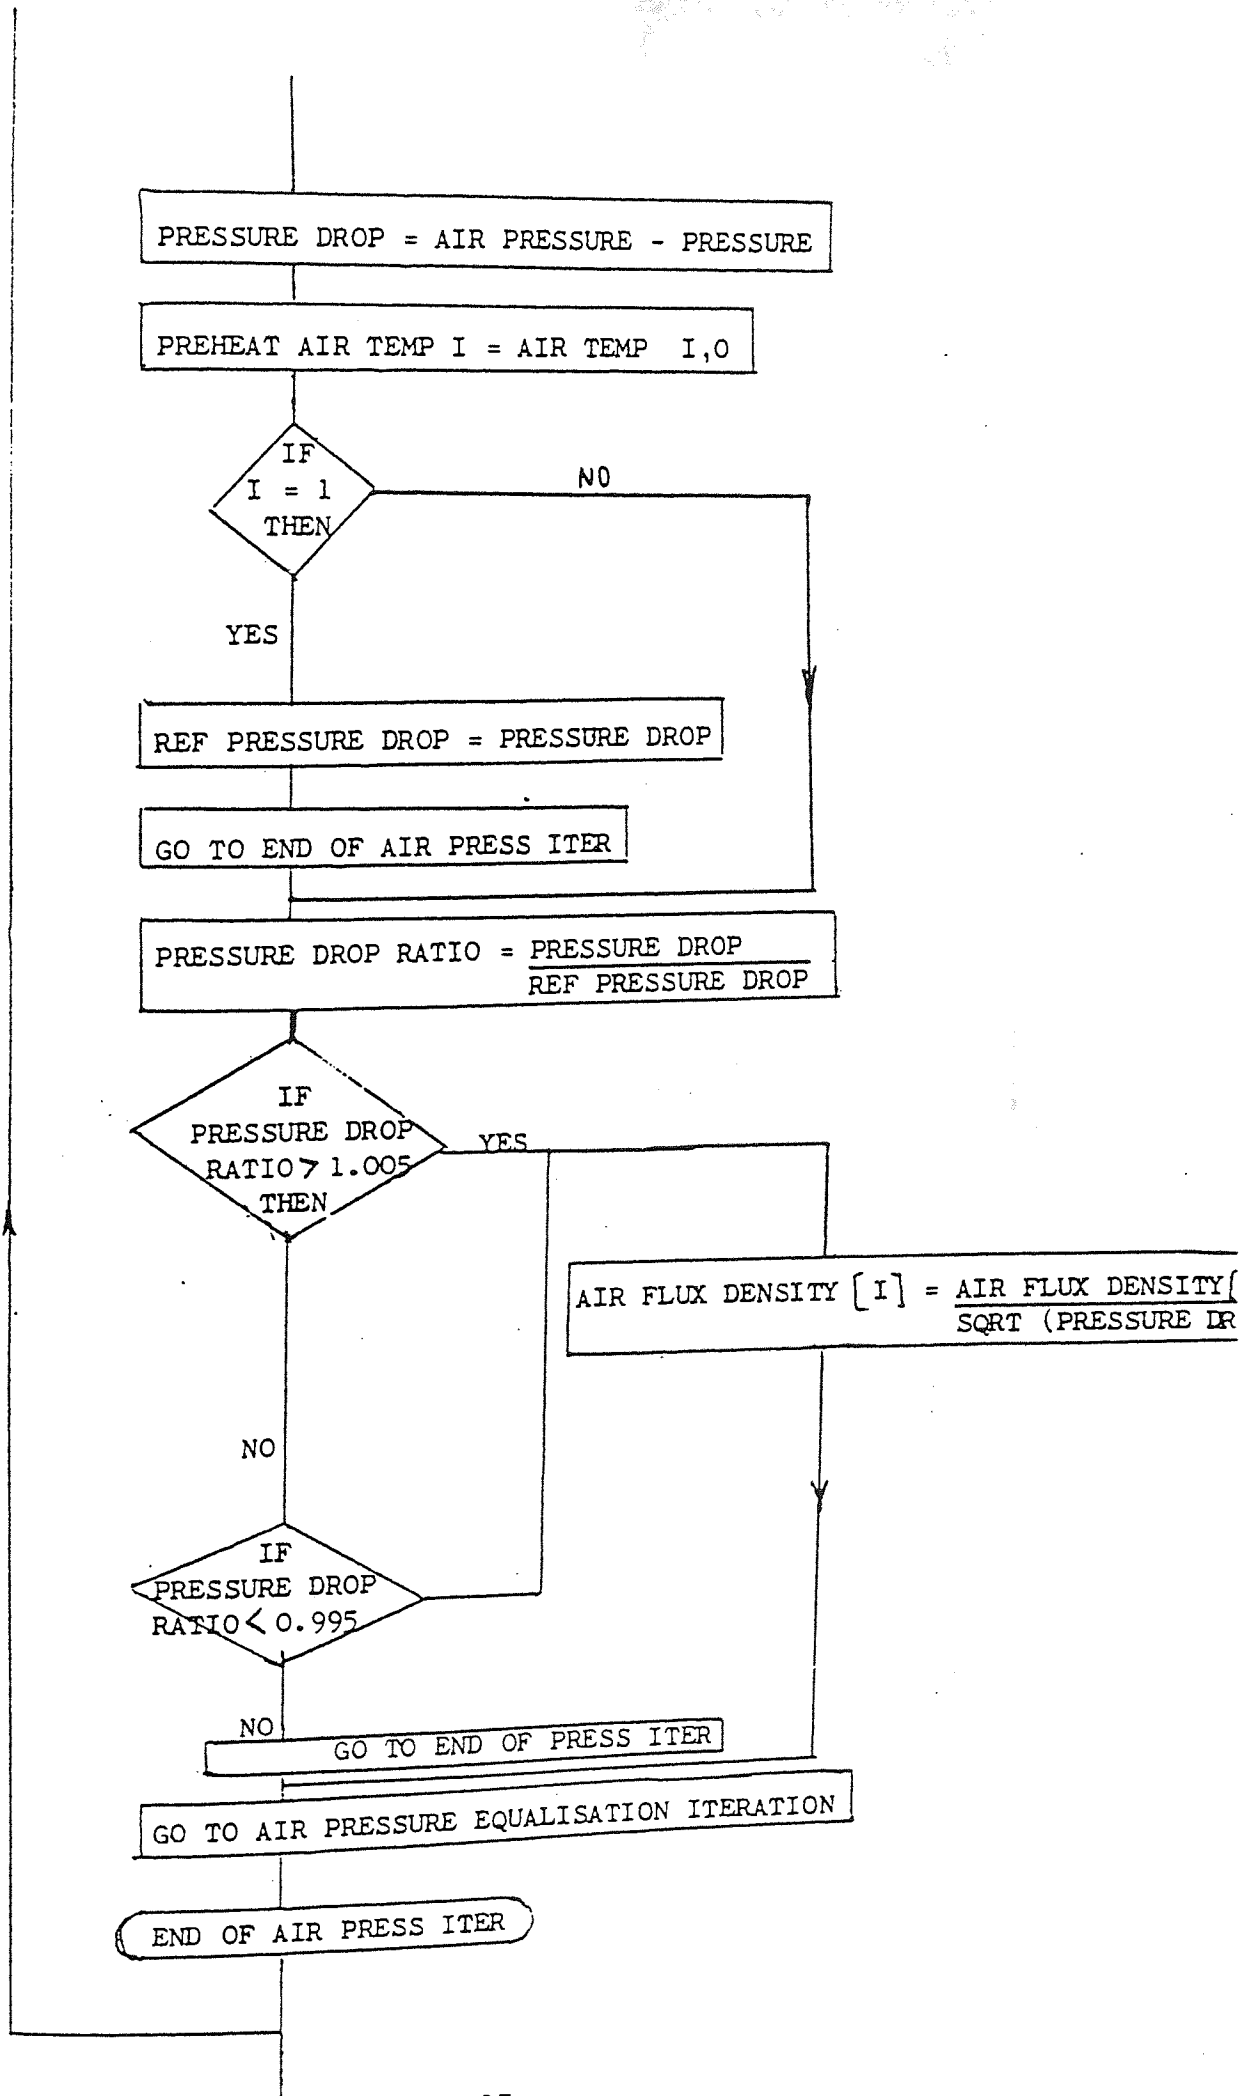 PRESSURE DROP = AIR PRESSURE - PRESSURE
PREHEAT AIR TEMP I = AIR TEMP I,O
IF
I = 1
THEN
NO
YES
REF PRESSURE DROP = PRESSURE DROP
GO TO END OF AIR PRESS ITER
PRESSURE DROP RATIO = PRESSURE DROP
REF PRESSURE DROP
IF
PRESSURE DROP
RATIO > 1.005
THEN
YES
AIR FLUX DENSITY [I] = AIR FLUX DENSITY[
SQRT (PRESSURE DR
NO
IF
PRESSURE DROP
RATIO < 0.995
NO
GO TO END OF PRESS ITER
GO TO AIR PRESSURE EQUALISATION ITERATION
END OF AIR PRESS ITER